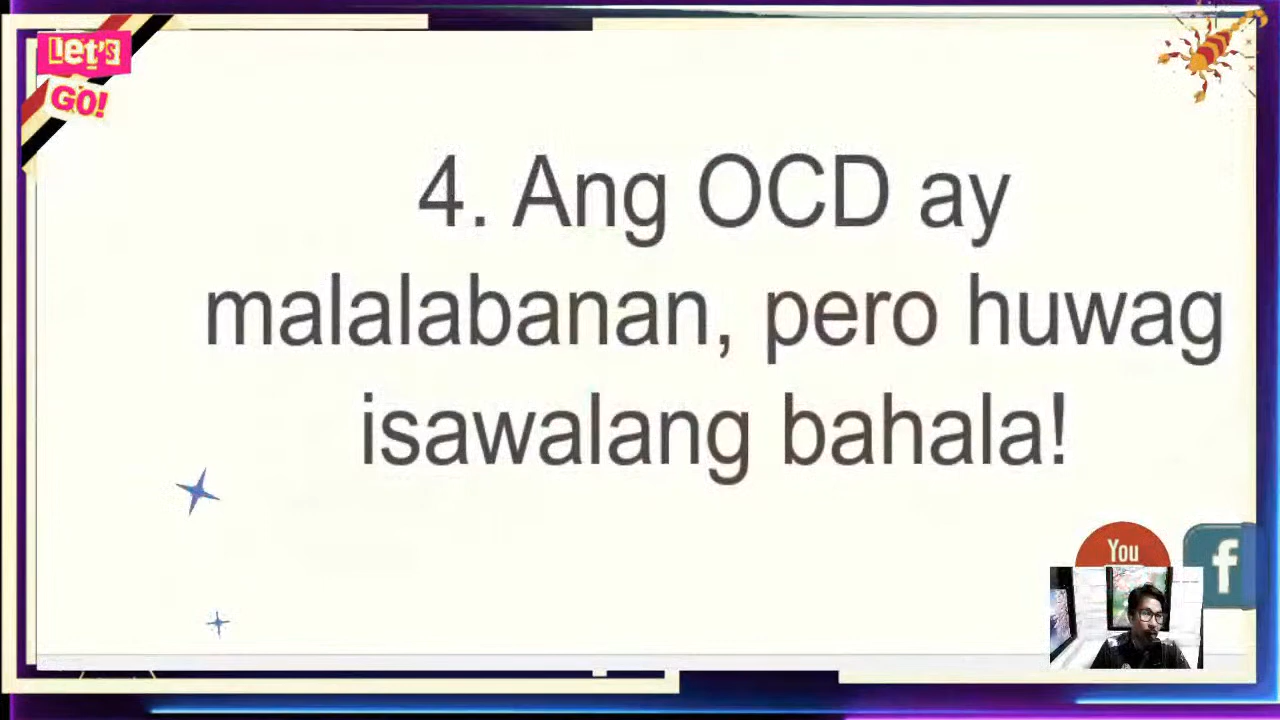 Let's
GO!
4. Ang OCD ay
malalabanan, pero huwag
isawalang bahala!
You
f